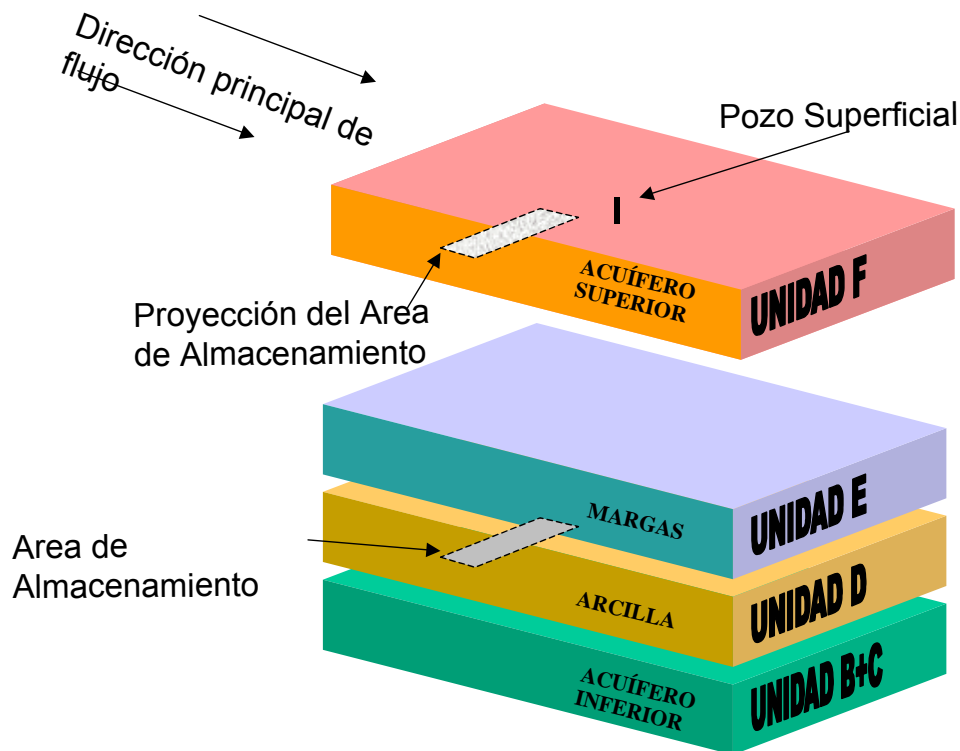 Dirección principal de
flujo
Pozo Superficial
ACUÍFERO
SUPERIOR
UNIDAD F
Proyección del Area
de Almacenamiento
MARGAS
UNIDAD E
Area de
Almacenamiento
ARCILLA
UNIDAD D
ACUÍFERO
INFERIOR
UNIDAD B+C